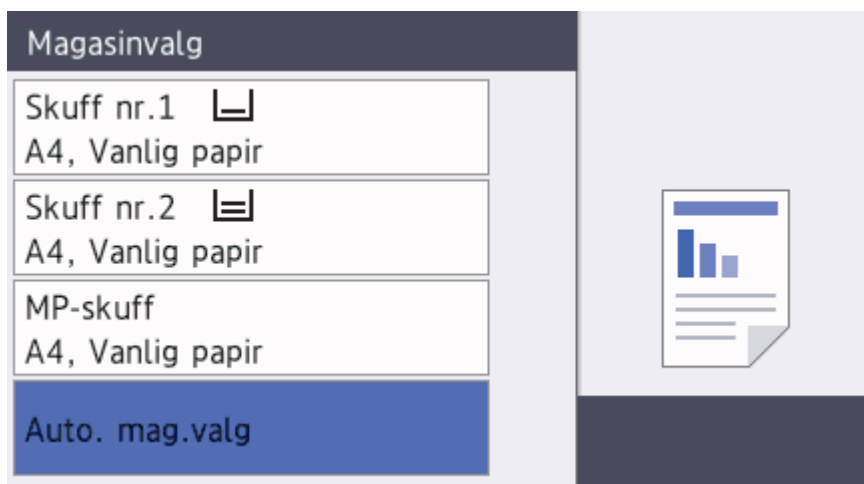 Magasinvalg
Skuff nr.1
A4, Vanlig papir
Skuff nr.2
A4, Vanlig papir
MP-skuff
A4, Vanlig papir
Auto. mag.valg